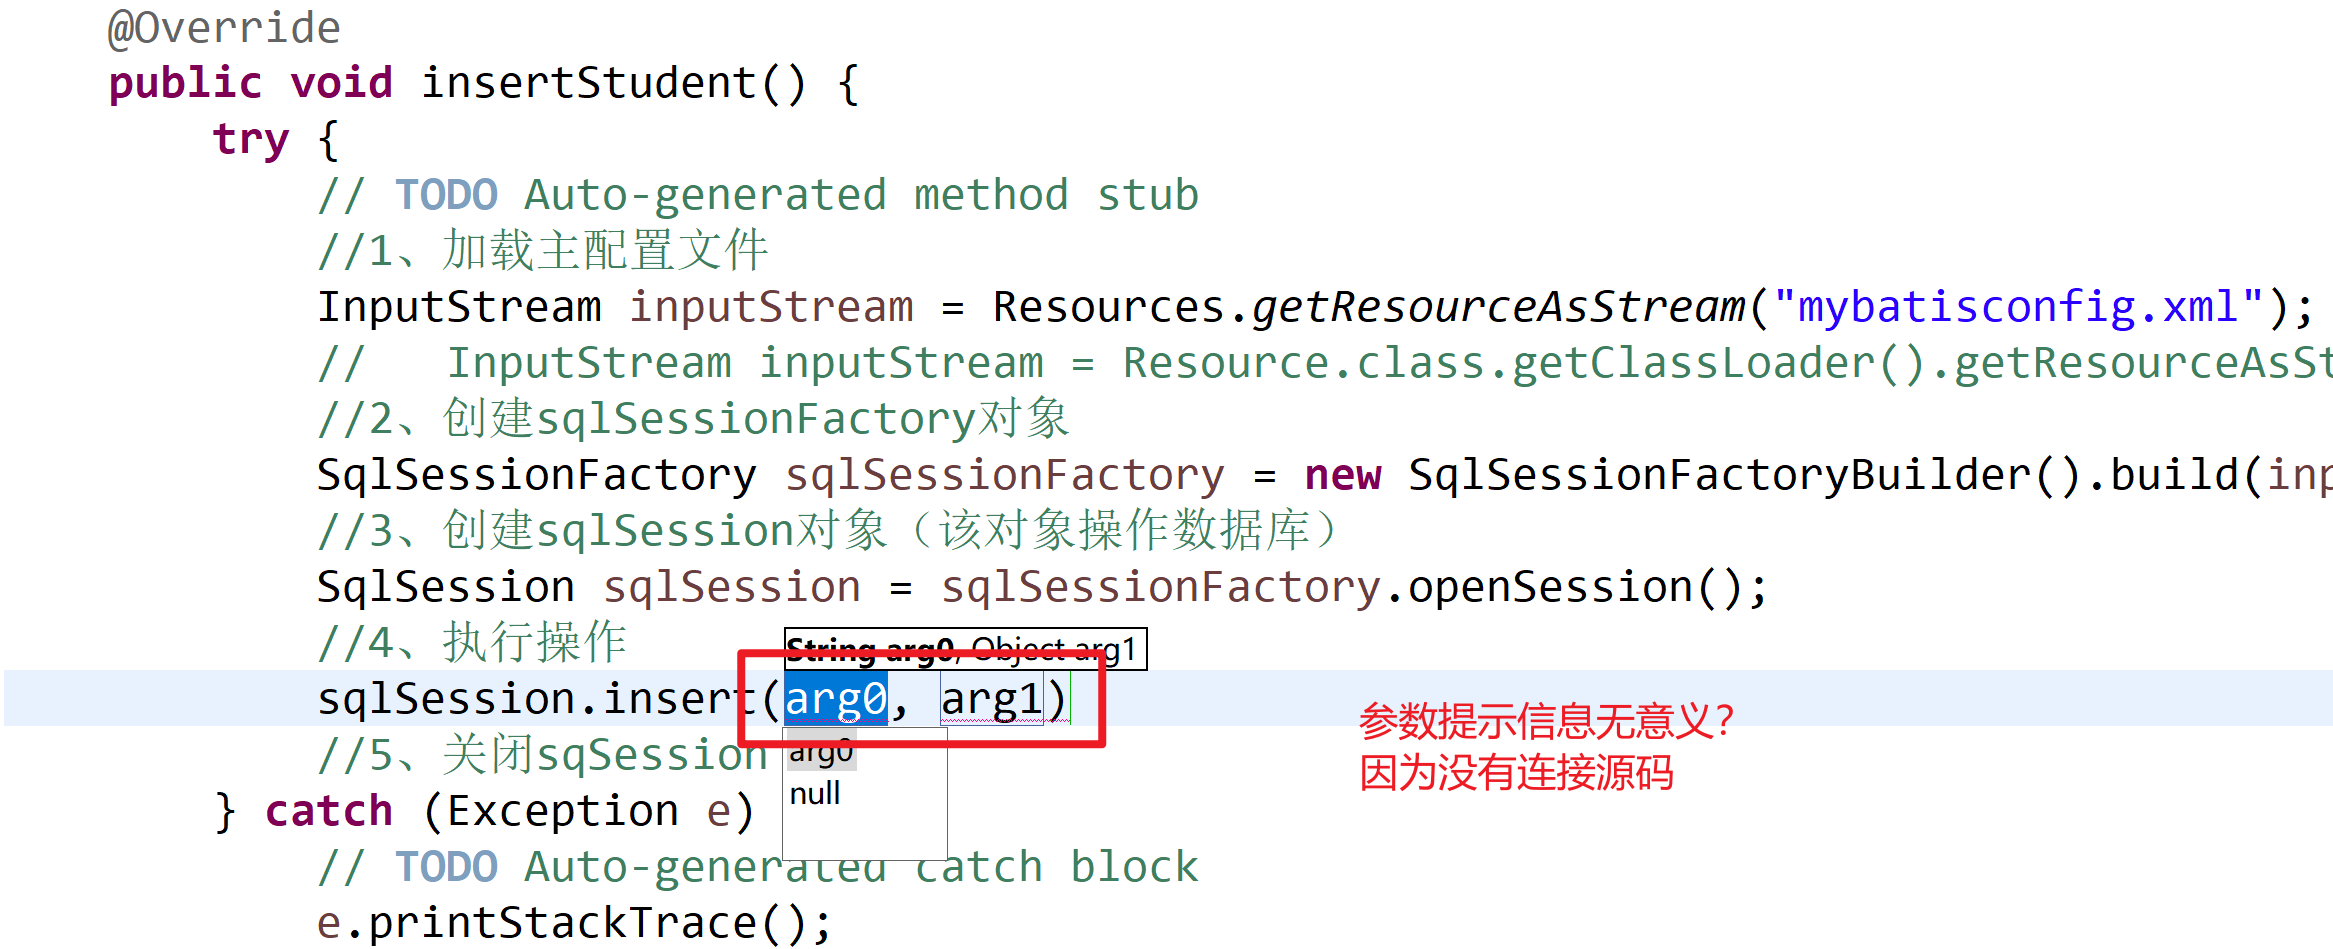 @Override
public void insertStudent() {
try {
// TODO Auto-generated method stub
//1、加载主配置文件
InputStream inputStream = Resources.getResourceAsStream("mybatisconfig.xml");
// InputStream inputStream = Resource.class.getClassLoader().getResourceAsSt
//2、创建sqlSessionFactory对象
SqlSessionFactory sqlSessionFactory = new SqlSessionFactoryBuilder().build(inp
//3、创建sqlSession对象（该对象操作数据库）
SqlSession sqlSession = sqlSessionFactory.openSession();
//4、执行操作
String arg0, Object arg1
sqlSession.insert(arg0, arg1)
参数提示信息无意义？
因为没有连接源码
//5、关闭sqSession
arg0
null
} catch (Exception e)
// TODO Auto-generated catch block
e.printStackTrace();